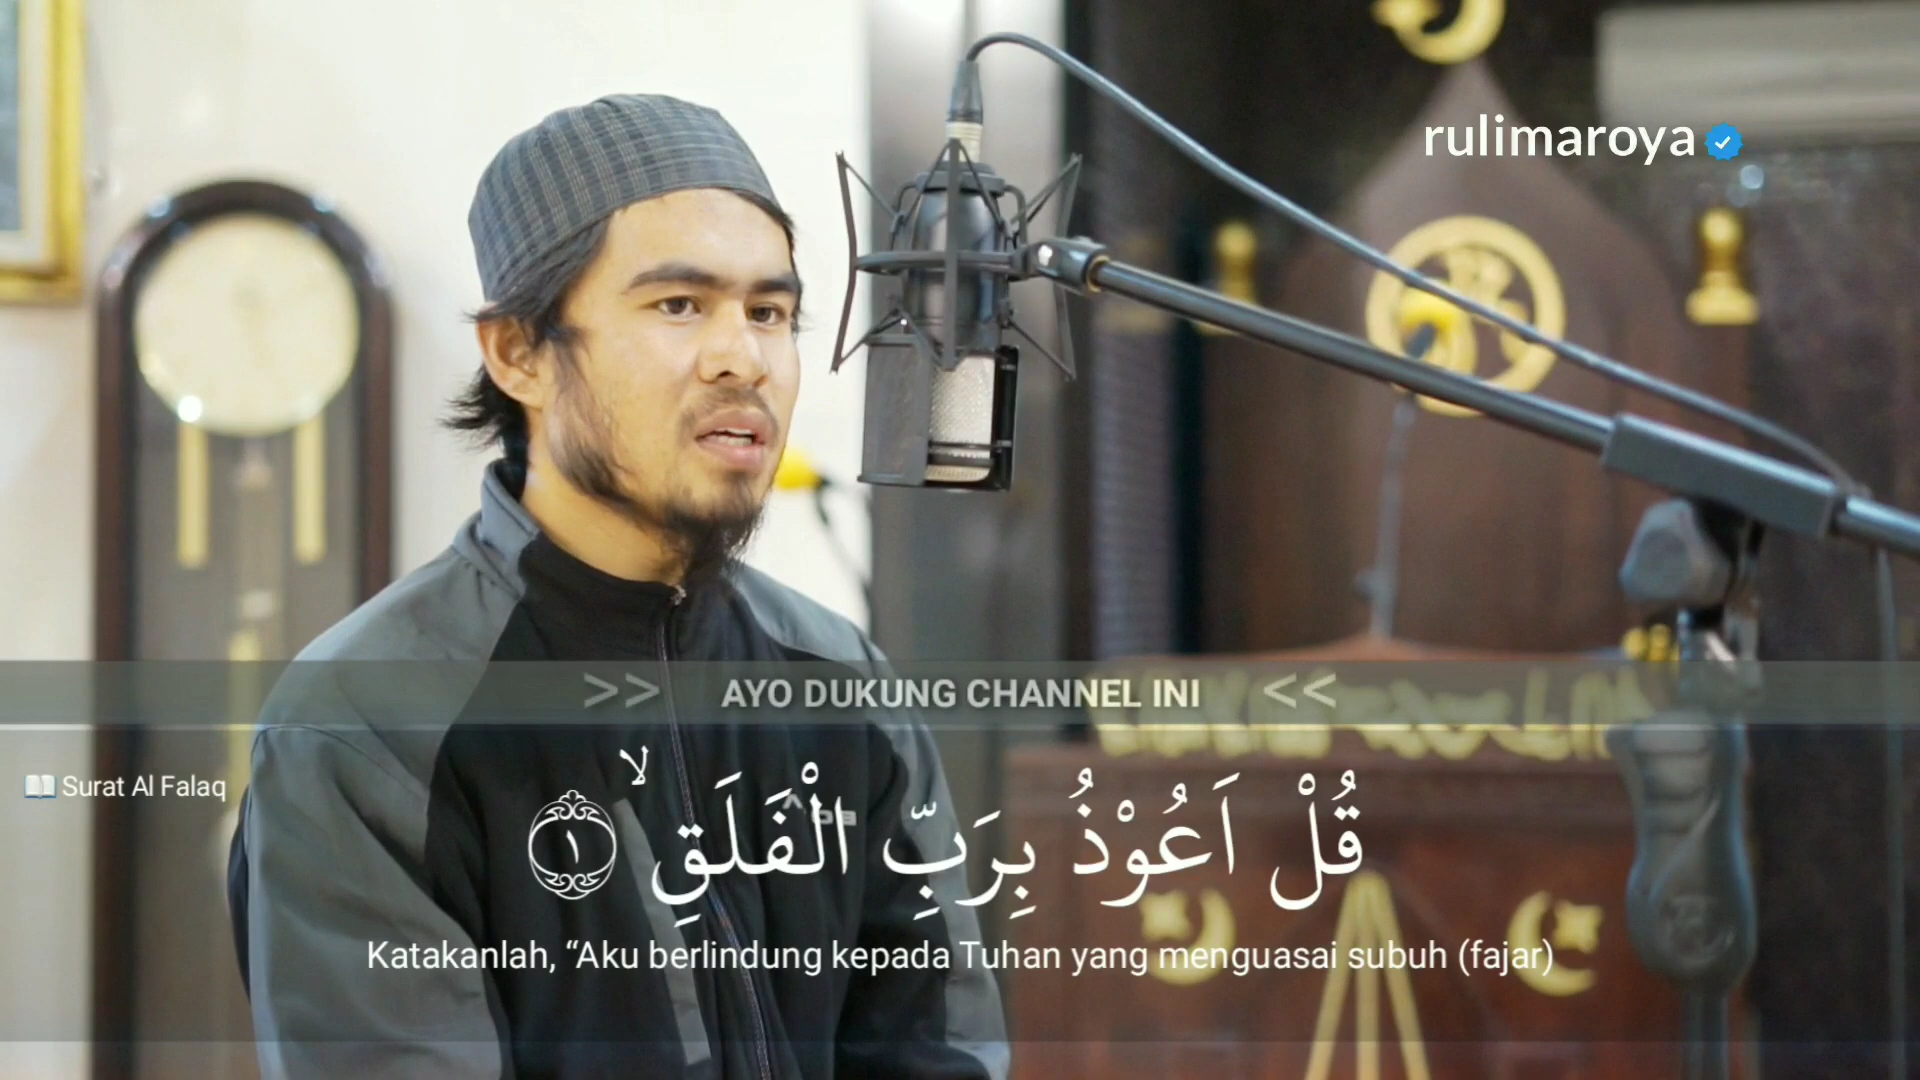 rulimaroya
>> AYO DUKUNG CHANNEL INI <<
Surat Al Falaq
قُلْ اَعُوْذُ بِرَبِّ الْفَلَقِۙ ١
Katakanlah, “Aku berlindung kepada Tuhan yang menguasai subuh (fajar)